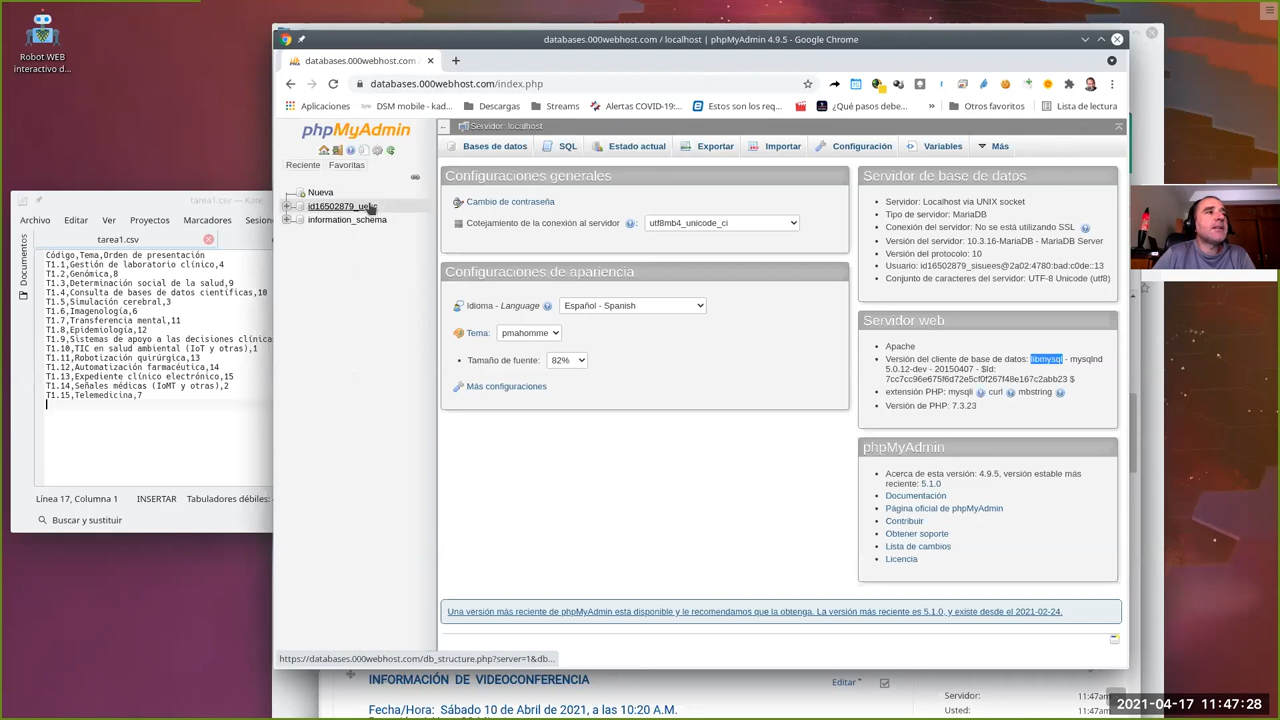 Robot WEB
interactivo d...
databases.000webhost.com / localhost | phpMyAdmin 4.9.5 - Google Chrome
databases.000webhost.com /
databases.000webhost.com/index.php
Aplicaciones
DSM mobile - kad...
Descargas
Streams
Alertas COVID-19:...
Estos son los req...
¿Qué pasos debe...
»
Otros favoritos
Lista de lectura
phpMyAdmin
Reciente
Favoritas
Nueva
information_schema
Servidor: localhost
Bases de datos
SQL
Estado actual
Exportar
Importar
Configuración
Variables
Más
Configuraciones generales
Cambio de contraseña
Cotejamiento de la conexión al servidor
:
utf8mb4_unicode_ci
Configuraciones de apariencia
Idioma - Language
Español - Spanish
Tema:
pmahomme
Tamaño de fuente:
82%
Más configuraciones
Servidor de base de datos
Servidor: Localhost via UNIX socket
Tipo de servidor: MariaDB
Conexión del servidor: No se está utilizando SSL
Versión del servidor: 10.3.16-MariaDB - MariaDB Server
Versión del protocolo: 10
Usuario: id16502879_sisuees@2a02:4780:bad:c0de::13
Conjunto de caracteres del servidor: UTF-8 Unicode (utf8)
Servidor web
Apache
Versión del cliente de base de datos: libmysql - mysqlnd
5.0.12-dev - 20150407 - $Id:
7cc7cc96e675f6d72e5cf0f267f48e167c2abb23 $
extensión PHP: mysqli curl mbstring
Versión de PHP: 7.3.23
phpMyAdmin
Acerca de esta versión: 4.9.5, versión estable más
reciente: 5.1.0
Documentación
Página oficial de phpMyAdmin
Contribuir
Obtener soporte
Lista de cambios
Licencia
Una versión más reciente de phpMyAdmin está disponible y le recomendamos que la obtenga. La versión más reciente es 5.1.0, y existe desde el 2021-02-24.
https://databases.000webhost.com/db_structure.php?server=1&db...
tarea1.csv — Kate
Archivo
Editar
Ver
Proyectos
Marcadores
Sesion
Documentos
tarea1.csv
Código,Tema,Orden de presentación
T1.1,Gestión de laboratorio clínico,4
T1.2,Genómica,8
T1.3,Determinación social de la salud,9
T1.4,Consulta de bases de datos científicas,10
T1.5,Simulación cerebral,3
T1.6,Imagenología,6
T1.7,Transferencia mental,11
T1.8,Epidemiología,12
T1.9,Sistemas de apoyo a las decisiones clínica
T1.10,TIC en salud ambiental (IoT y otras),1
T1.11,Robotización quirúrgica,13
T1.12,Automatización farmacéutica,14
T1.13,Expediente clínico electrónico,15
T1.14,Señales médicas (IoMT y otras),2
T1.15,Telemedicina,7
Línea 17, Columna 1
INSERTAR
Tabuladores débiles:
Buscar y sustituir
INFORMACIÓN DE VIDEOCONFERENCIA
Editar
Fecha/Hora: Sábado 10 de Abril de 2021, a las 10:20 A.M.
Servidor:
11:47am
Usted:
2021-04-17 11:47:28